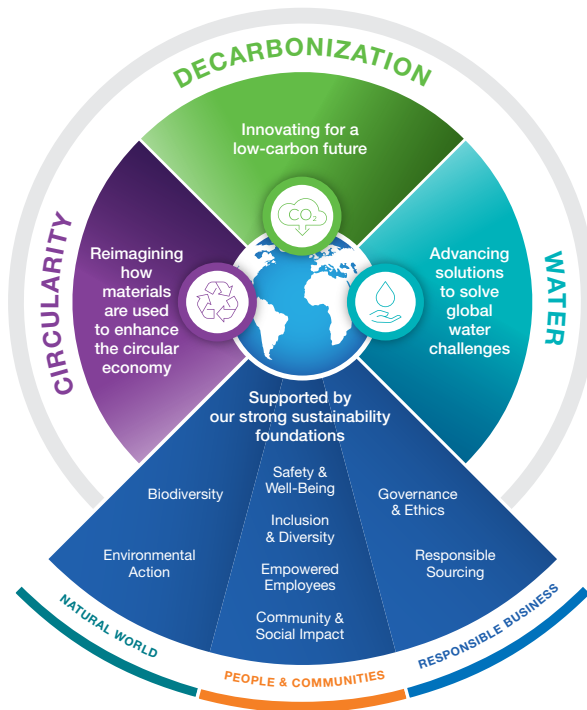 DECARBONIZATION
Innovating for a
low-carbon future
CO₂
CIRCULARITY
Reimagining
how
materials
are used
to enhance
the circular
economy
WATER
Advancing
solutions
to solve
global
water
challenges
Supported by
our strong sustainability
foundations
Biodiversity
Environmental
Action
Safety &
Well-Being
Inclusion
& Diversity
Empowered
Employees
Community &
Social Impact
Governance
& Ethics
Responsible
Sourcing
NATURAL WORLD
PEOPLE & COMMUNITIES
RESPONSIBLE BUSINESS